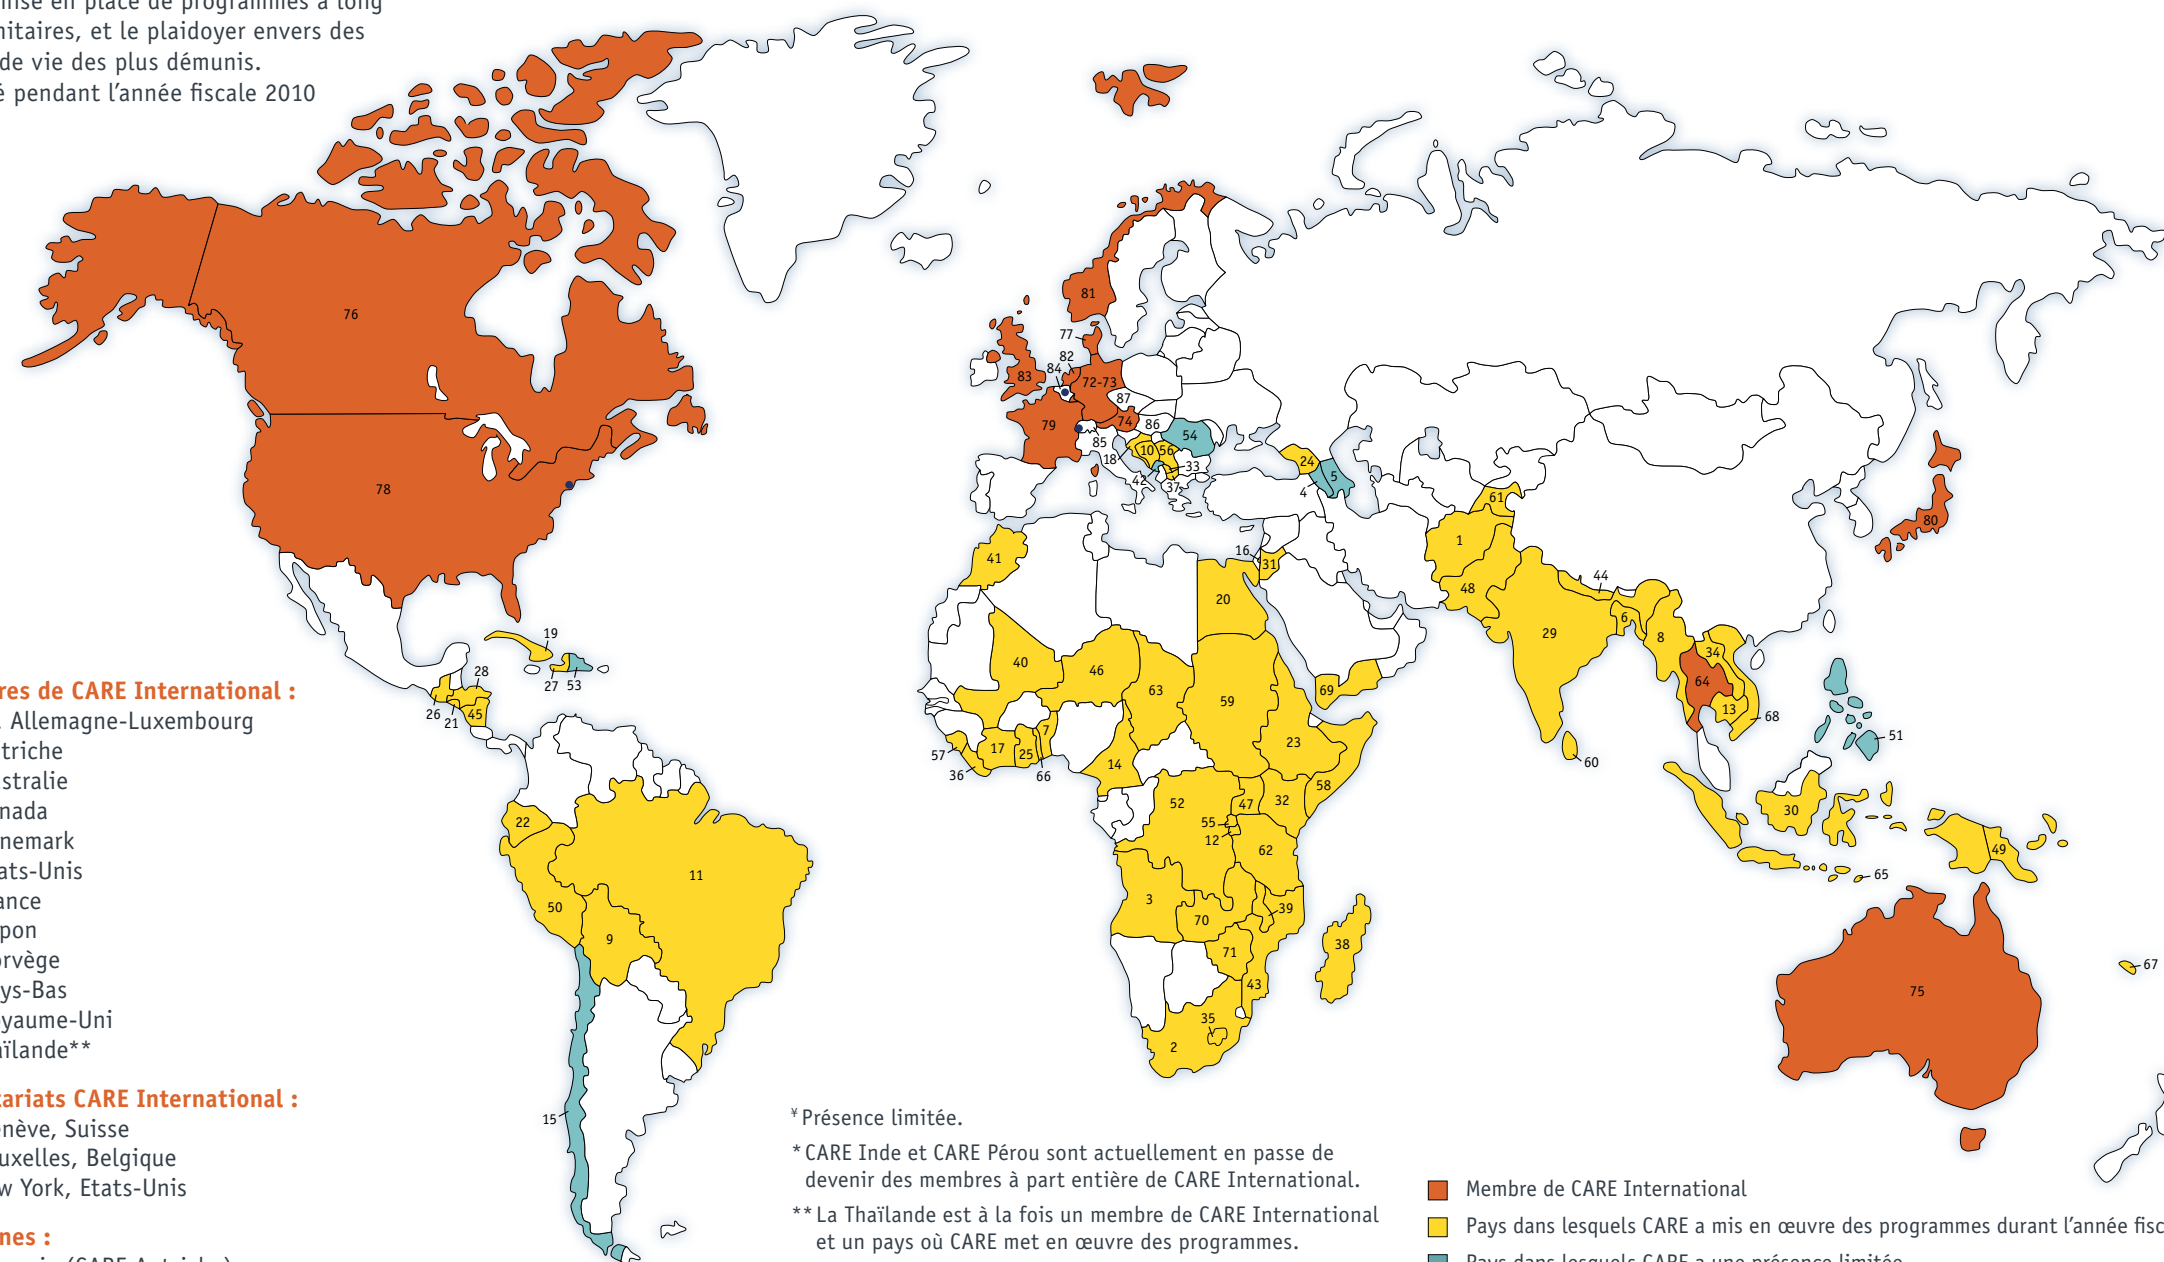 mise en place de programmes à long
nitaires, et le plaidoyer envers des
de vie des plus démunis.
é pendant l'année fiscale 2010
res de CARE International :
. Allemagne-Luxembourg
triche
stralie
nada
nemark
ats-Unis
ance
pon
orvège
ys-Bas
oyaume-Uni
aïlande**
tariats CARE International :
enève, Suisse
uxelles, Belgique
w York, Etats-Unis
nes :
76
78
19
28
27
53
26
21
45
22
11
50
9
15
81
77
82
84
83
72-73
87
79
74
86
54
85
18
10
56
33
42
37
24
5
4
61
80
1
41
16
31
48
44
20
29
6
8
34
40
46
63
59
69
64
13
68
51
57
17
25
7
36
66
14
23
60
58
52
47
32
30
55
12
62
49
65
3
70
39
71
38
43
67
75
35
2
¥ Présence limitée.
* CARE Inde et CARE Pérou sont actuellement en passe de
devenir des membres à part entière de CARE International.
** La Thaïlande est à la fois un membre de CARE International
et un pays où CARE met en œuvre des programmes.
Membre de CARE International
Pays dans lesquels CARE a mis en œuvre des programmes durant l'année fisc
Pays dans lesquels CARE a une présence limitée